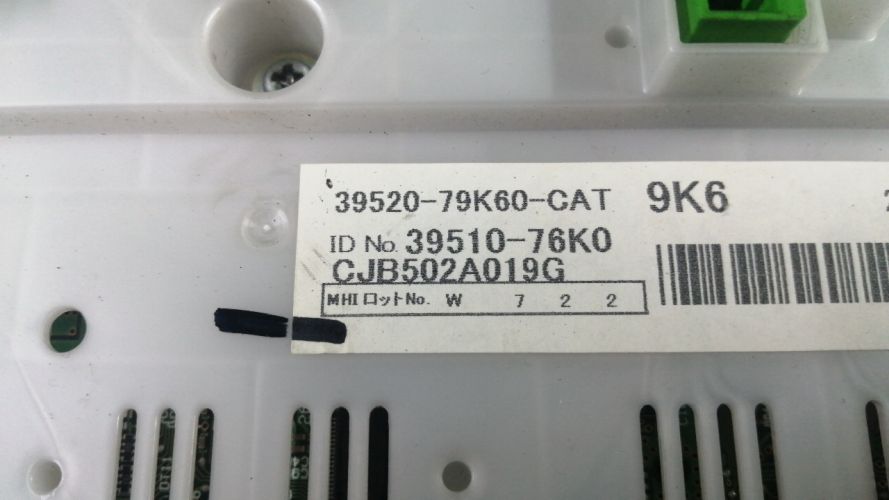 39520-79K60-CAT 9K6
ID No. 39510-76K0
CJB502A019G
MHIロットNo. W 7 2 2